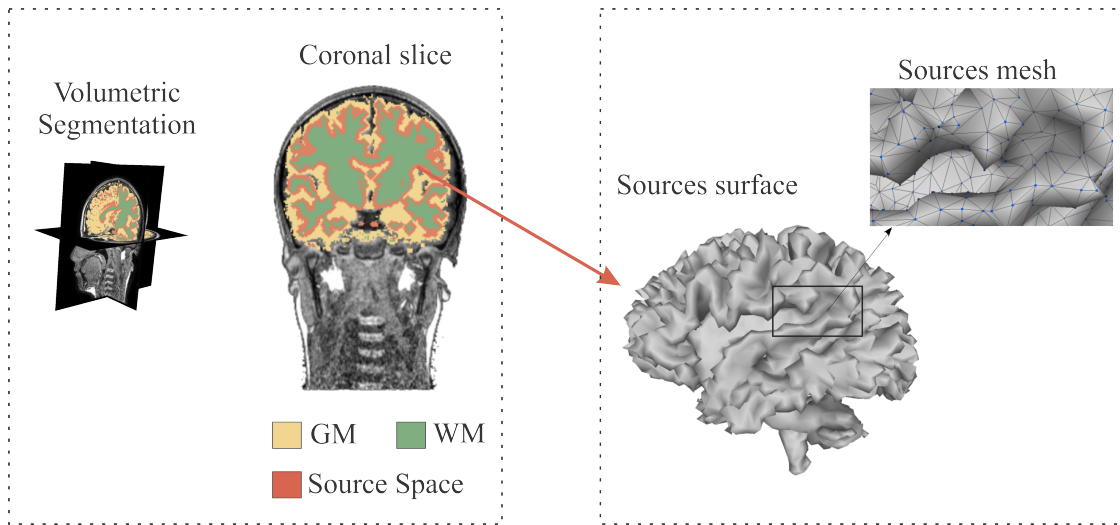 Volumetric
Segmentation
Coronal slice
GM
WM
Source Space
Sources surface
Sources mesh